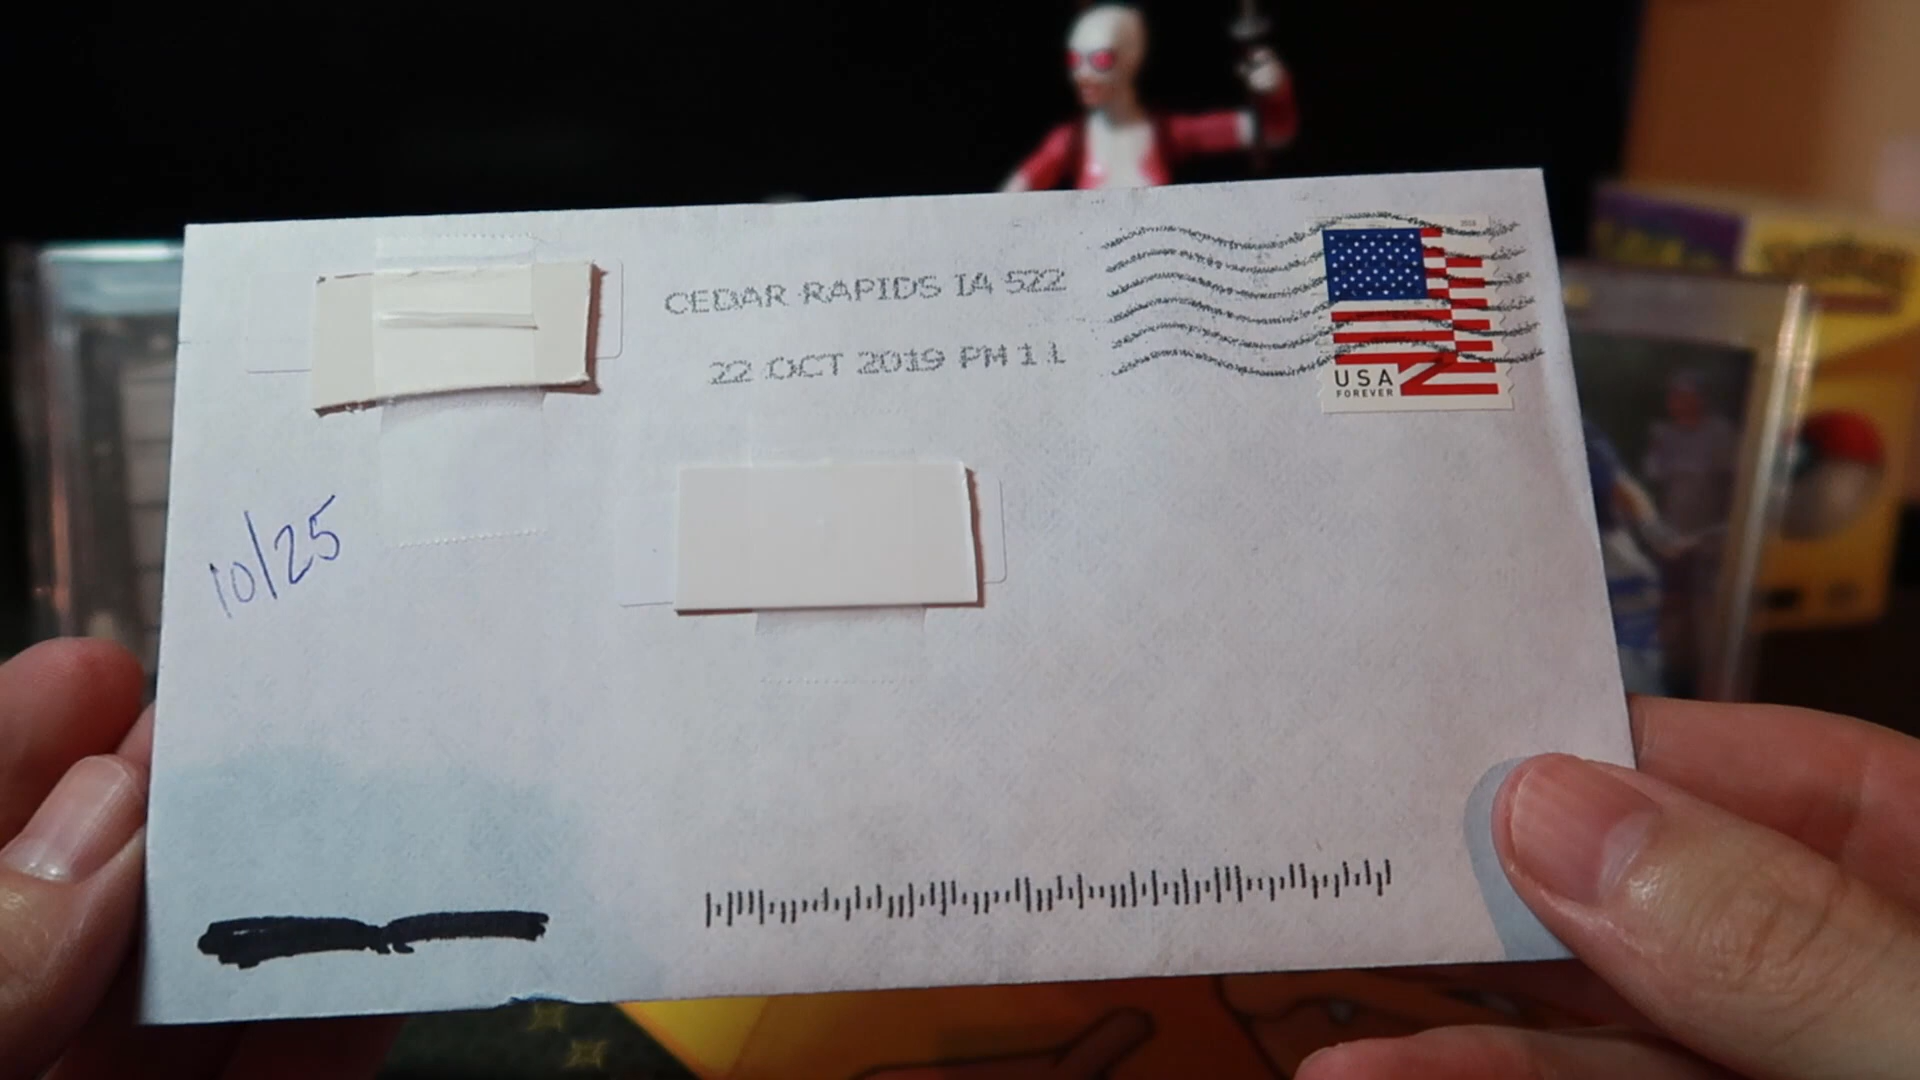 CEDAR RAPIDS IA 522
22 OCT 2019 PM 1 L
USA
FOREVER
10/25